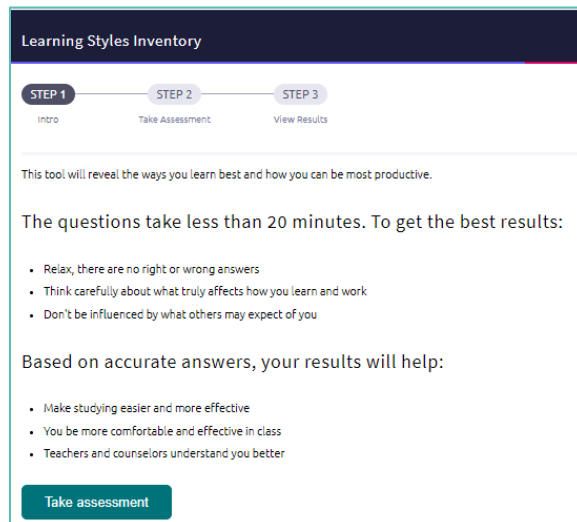 Learning Styles Inventory
STEP 1 STEP 2 STEP 3
Intro Take Assessment View Results
This tool will reveal the ways you learn best and how you can be most productive.
The questions take less than 20 minutes. To get the best results:
• Relax, there are no right or wrong answers
• Think carefully about what truly affects how you learn and work
• Don't be influenced by what others may expect of you
Based on accurate answers, your results will help:
• Make studying easier and more effective
• You be more comfortable and effective in class
• Teachers and counselors understand you better
Take assessment